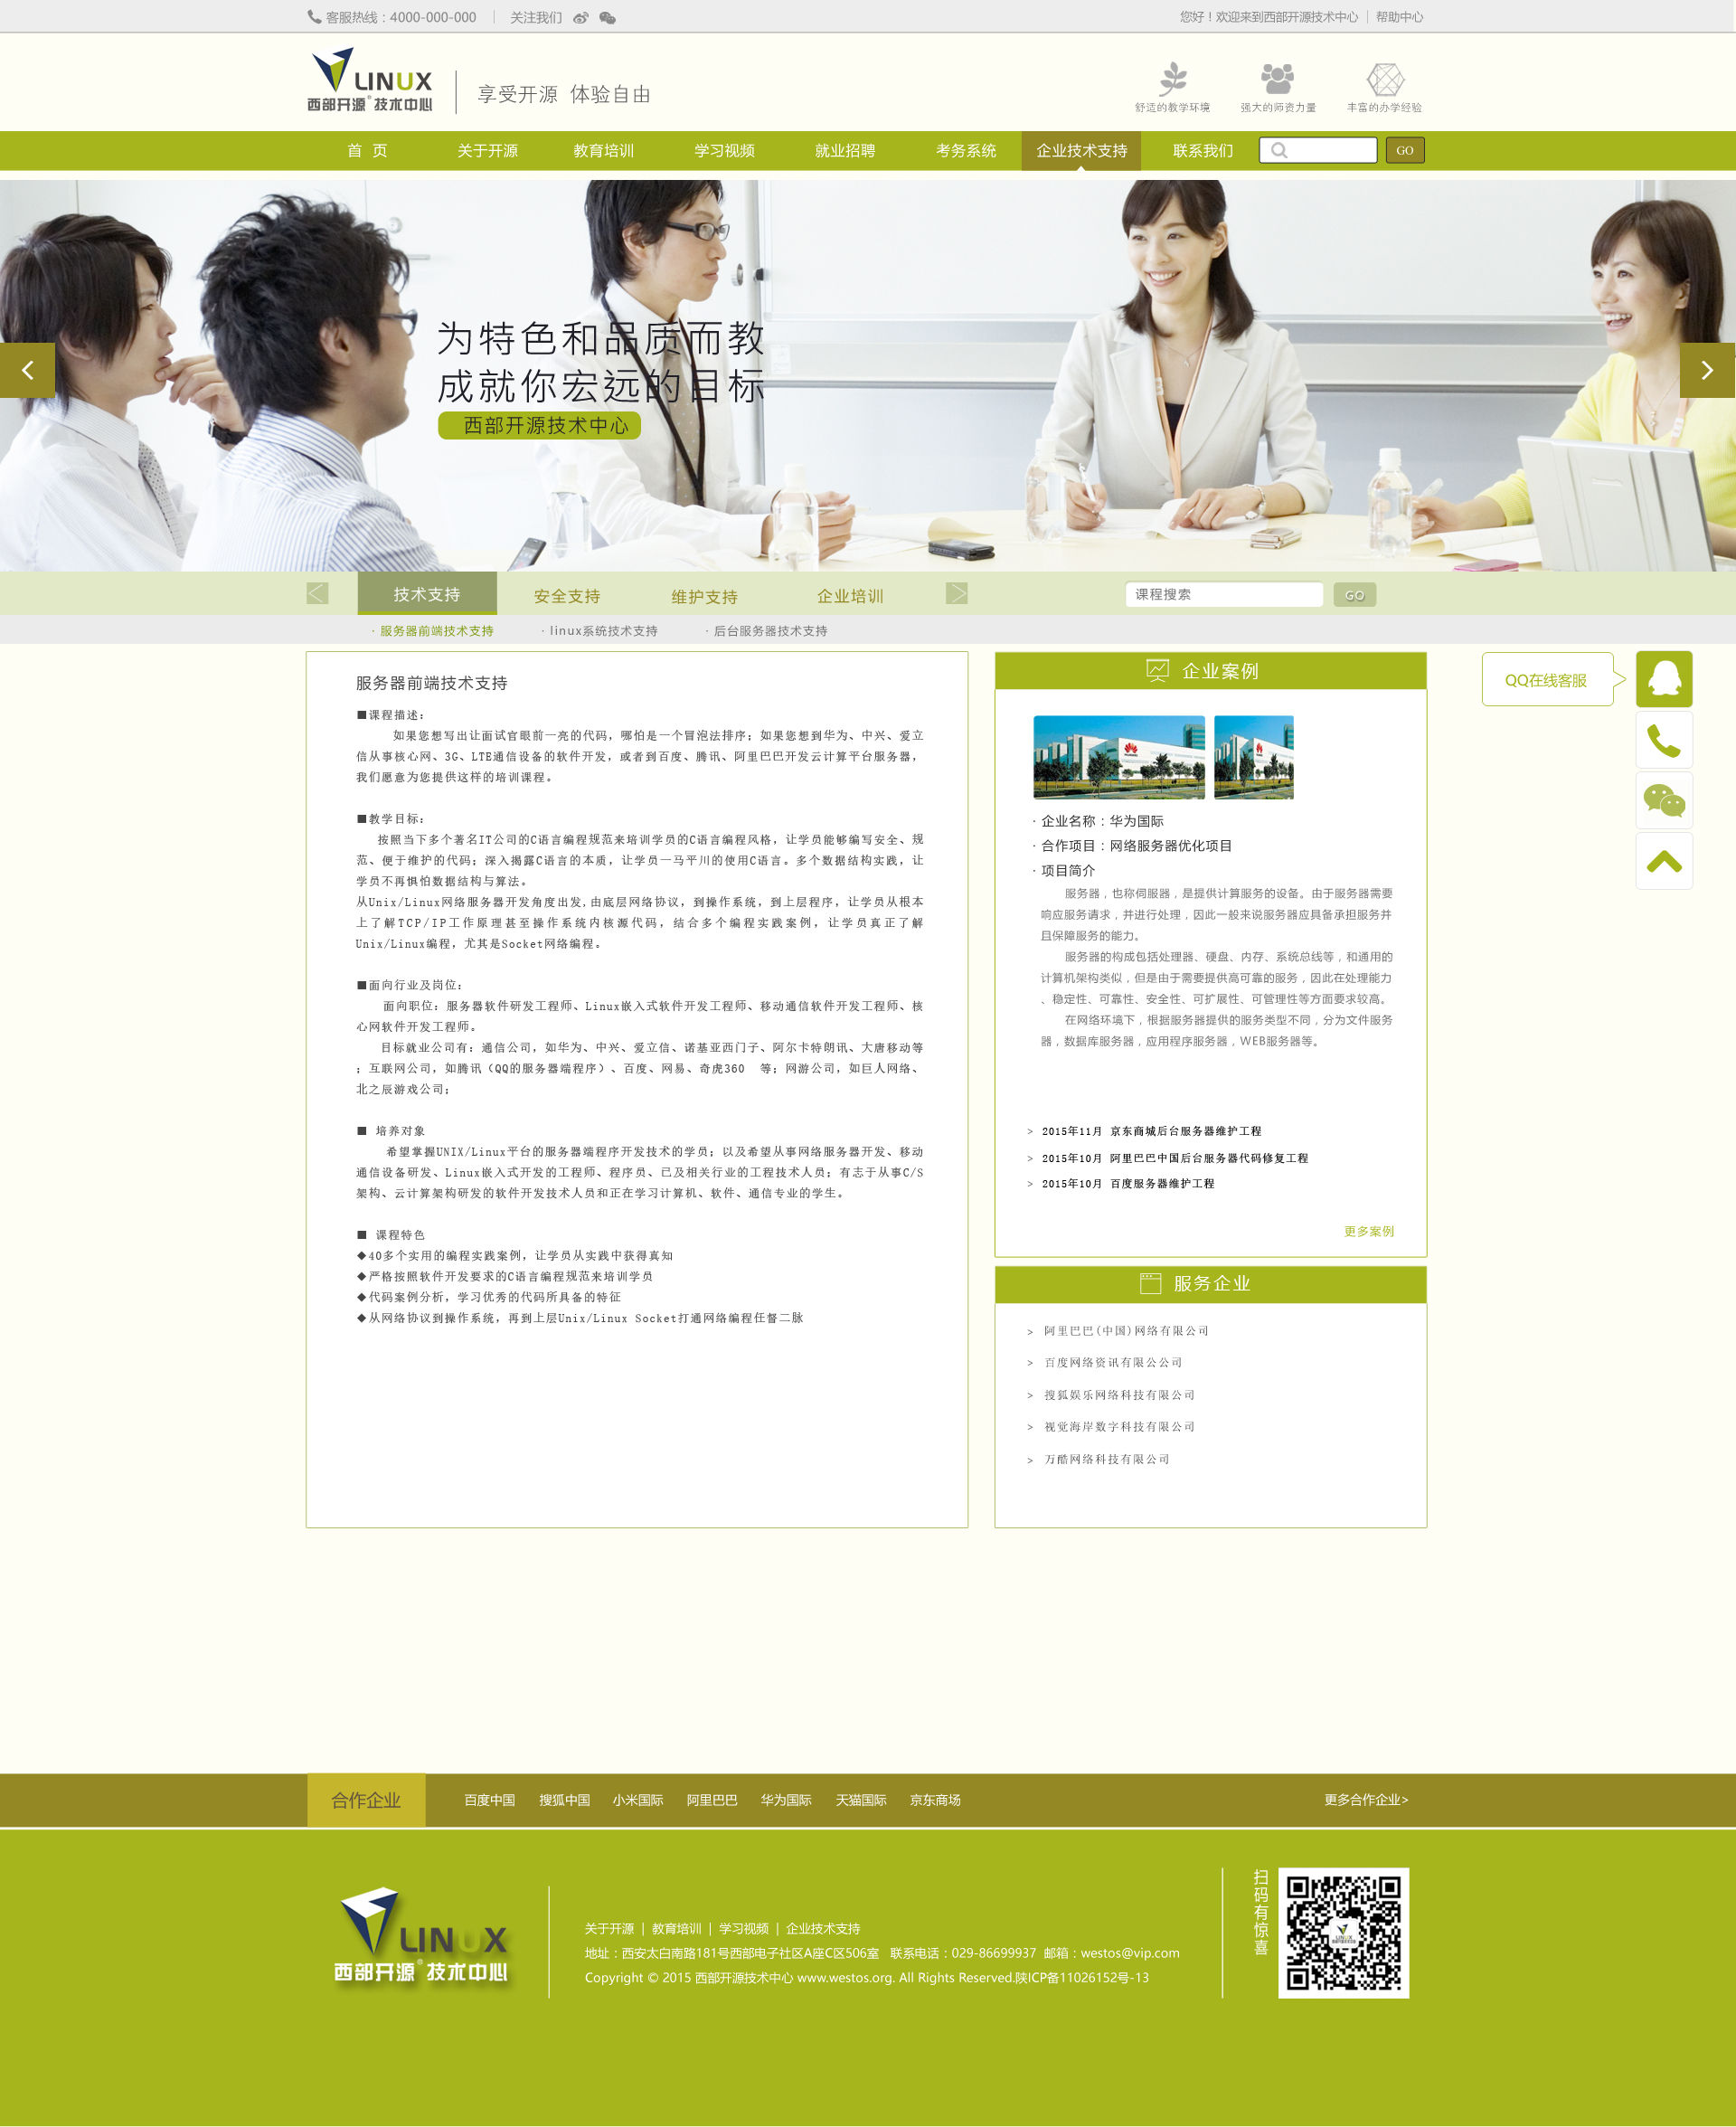 客服热线：4000-000-000 关注我们
您好！欢迎来到西部开源技术中心 帮助中心
LINUX
西部开源®技术中心
享受开源 体验自由
舒适的教学环境 强大的师资力量 丰富的办学经验
首 页 关于开源 教育培训 学习视频 就业招聘 考务系统 企业技术支持 联系我们 GO
为特色和品质而教
成就你宏远的目标
西部开源技术中心
技术支持 安全支持 维护支持 企业培训 课程搜索 GO
· 服务器前端技术支持 · linux系统技术支持 · 后台服务器技术支持
服务器前端技术支持
■课程描述：
如果您想写出让面试官眼前一亮的代码，哪怕是一个冒泡法排序；如果您想到华为、中兴、爱立
信从事核心网、3G、LTE通信设备的软件开发，或者到百度、腾讯、阿里巴巴开发云计算平台服务器，
我们愿意为您提供这样的培训课程。
■教学目标：
按照当下多个著名IT公司的C语言编程规范来培训学员的C语言编程风格，让学员能够编写安全、规
范、便于维护的代码；深入揭露C语言的本质，让学员一马平川的使用C语言。多个数据结构实践，让
学员不再惧怕数据结构与算法。
从Unix/Linux网络服务器开发角度出发,由底层网络协议，到操作系统，到上层程序，让学员从根本
上了解TCP/IP工作原理甚至操作系统内核源代码，结合多个编程实践案例，让学员真正了解
Unix/Linux编程，尤其是Socket网络编程。
■面向行业及岗位：
面向职位：服务器软件研发工程师、Linux嵌入式软件开发工程师、移动通信软件开发工程师、核
心网软件开发工程师。
目标就业公司有：通信公司，如华为、中兴、爱立信、诺基亚西门子、阿尔卡特朗讯、大唐移动等
；互联网公司，如腾讯（QQ的服务器端程序）、百度、网易、奇虎360 等；网游公司，如巨人网络、
北之辰游戏公司；
■ 培养对象
希望掌握UNIX/Linux平台的服务器端程序开发技术的学员；以及希望从事网络服务器开发、移动
通信设备研发、Linux嵌入式开发的工程师、程序员、已及相关行业的工程技术人员；有志于从事C/S
架构、云计算架构研发的软件开发技术人员和正在学习计算机、软件、通信专业的学生。
■ 课程特色
◆40多个实用的编程实践案例，让学员从实践中获得真知
◆严格按照软件开发要求的C语言编程规范来培训学员
◆代码案例分析，学习优秀的代码所具备的特征
◆从网络协议到操作系统，再到上层Unix/Linux Socket打通网络编程任督二脉
企业案例
· 企业名称：华为国际
· 合作项目：网络服务器优化项目
· 项目简介
服务器，也称伺服器，是提供计算服务的设备。由于服务器需要
响应服务请求，并进行处理，因此一般来说服务器应具备承担服务并
且保障服务的能力。
服务器的构成包括处理器、硬盘、内存、系统总线等，和通用的
计算机架构类似，但是由于需要提供高可靠的服务，因此在处理能力
、稳定性、可靠性、安全性、可扩展性、可管理性等方面要求较高。
在网络环境下，根据服务器提供的服务类型不同，分为文件服务
器，数据库服务器，应用程序服务器，WEB服务器等。
> 2015年11月 京东商城后台服务器维护工程
> 2015年10月 阿里巴巴中国后台服务器代码修复工程
> 2015年10月 百度服务器维护工程
更多案例
服务企业
> 阿里巴巴(中国)网络有限公司
> 百度网络资讯有限公公司
> 搜狐娱乐网络科技有限公司
> 视觉海岸数字科技有限公司
> 万酷网络科技有限公司
QQ在线客服
合作企业 百度中国 搜狐中国 小米国际 阿里巴巴 华为国际 天猫国际 京东商场 更多合作企业>
LINUX
西部开源®技术中心
关于开源 | 教育培训 | 学习视频 | 企业技术支持
地址：西安太白南路181号西部电子社区A座C区506室 联系电话：029-86699937 邮箱：westos@vip.com
Copyright © 2015 西部开源技术中心 www.westos.org. All Rights Reserved.陕ICP备11026152号-13
扫码有惊喜